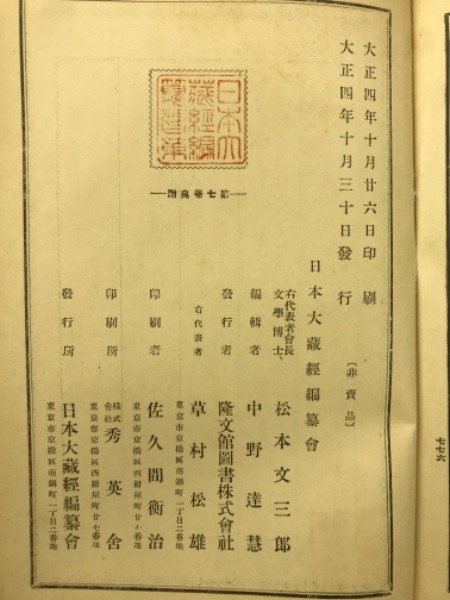 大正四年十月廿六日印刷
大正四年十月三十日發行
〔非賣品〕
日本大藏經編纂會
右代表者會長
文學博士
松本文三郎
編輯者
中野達慧
發行者
隆文館圖書株式會社
右代表者
草村松雄
東京市京橋區南鍋町一丁目二番地
印刷者
佐久間衡治
東京市京橋區西紺屋町廿七番地
印刷所
株式會社
秀英舍
東京市京橋區西紺屋町廿七番地
發行所
日本大藏經編纂會
東京市京橋區南鍋町一丁目二番地
日本大
藏經編
第七卷
七七六